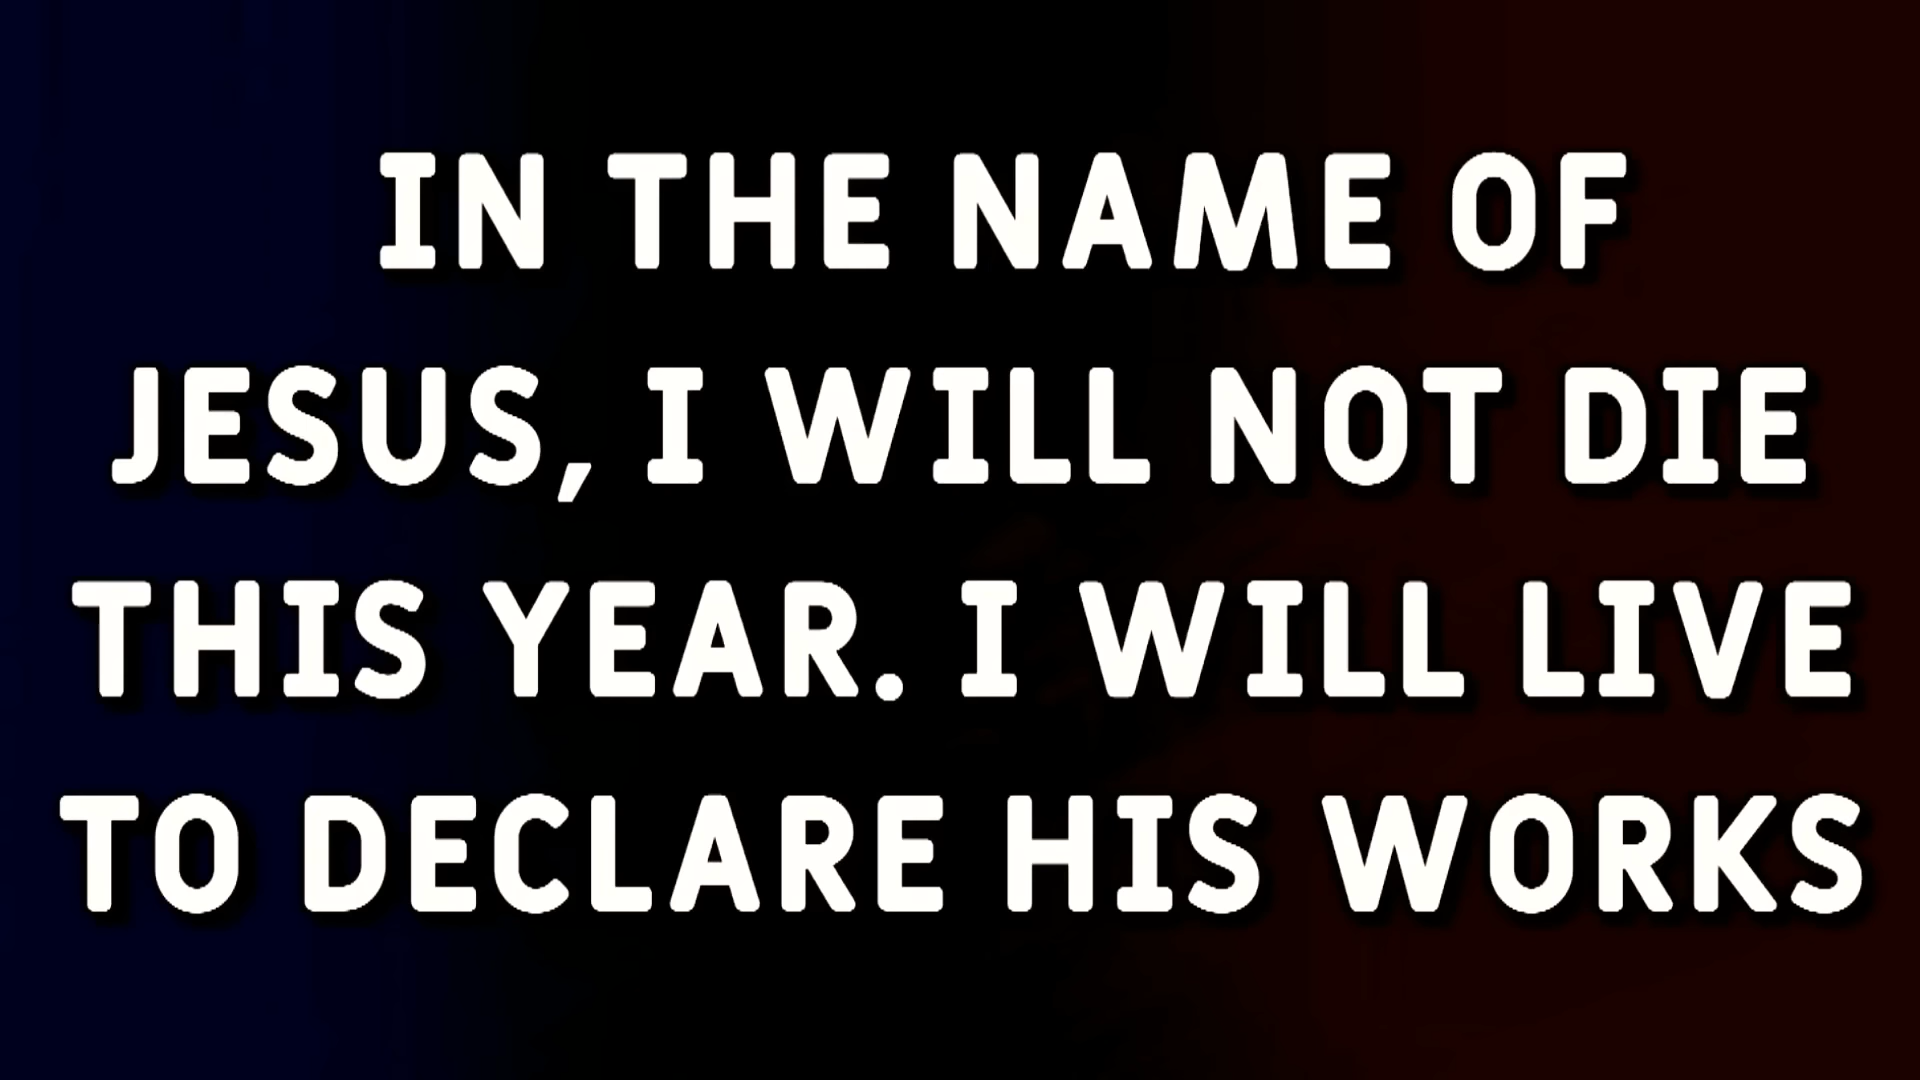 IN THE NAME OF
JESUS, I WILL NOT DIE
THIS YEAR. I WILL LIVE
TO DECLARE HIS WORKS